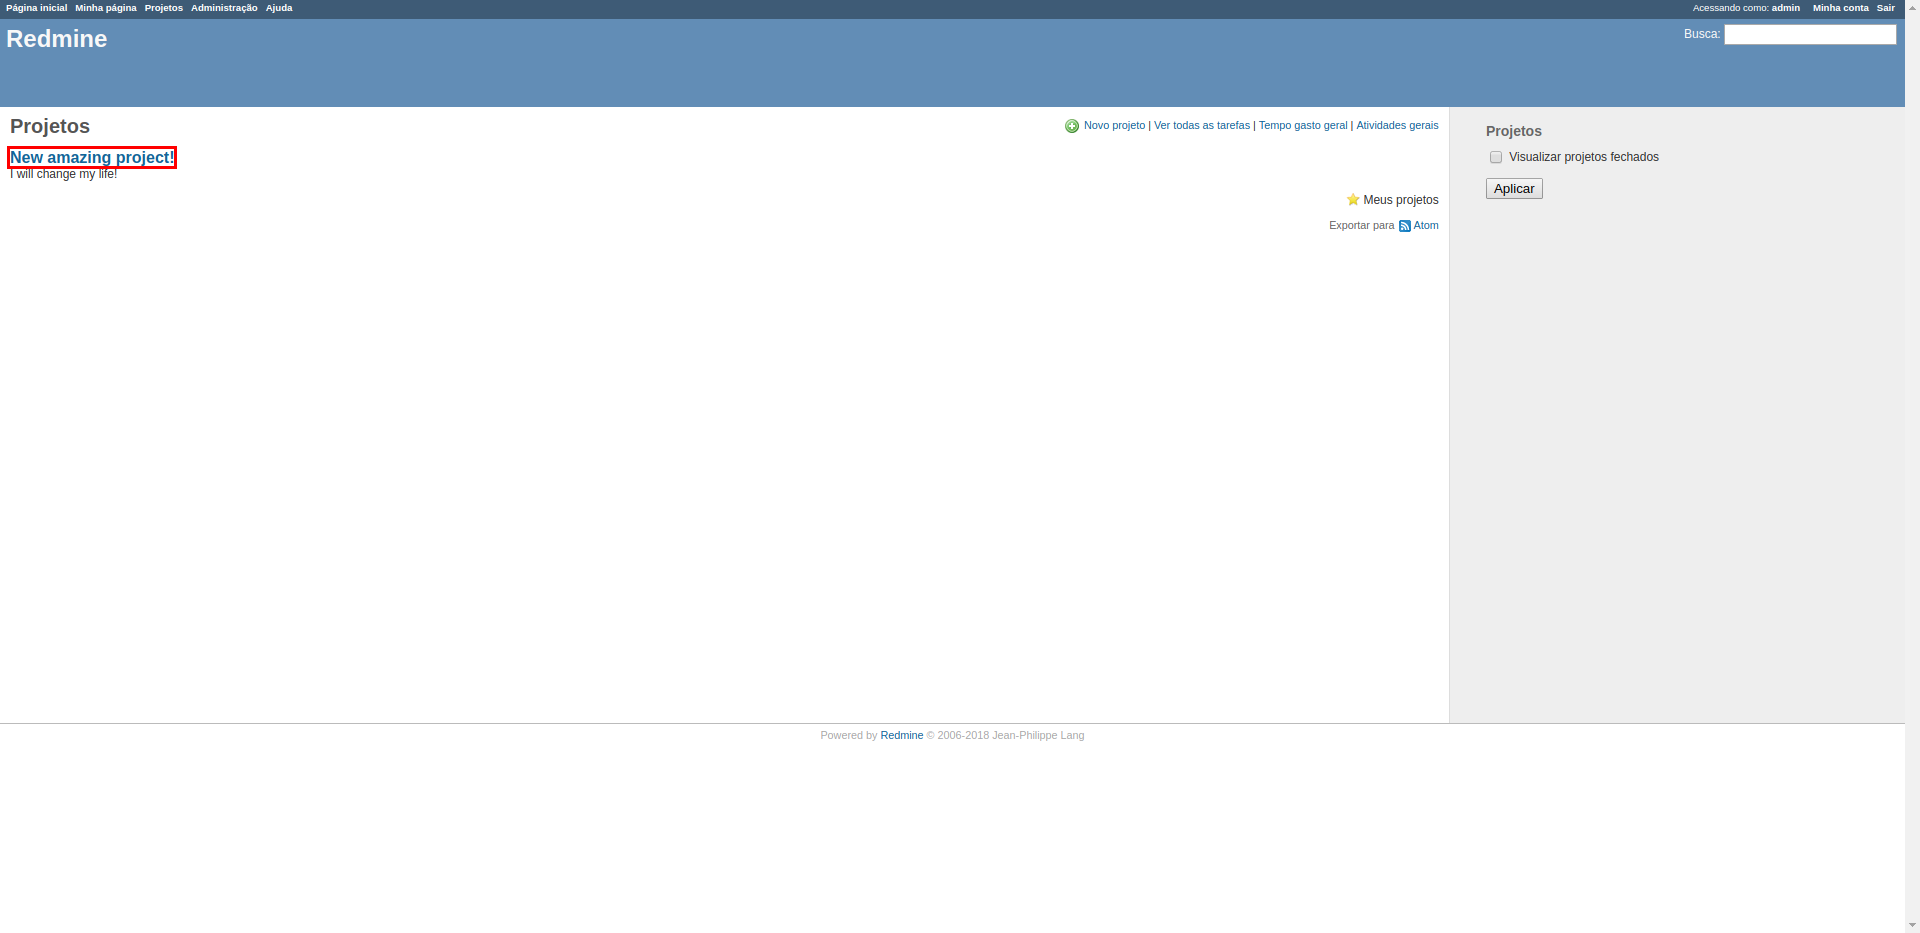 Página inicial Minha página Projetos Administração Ajuda
Acessando como: admin Minha conta Sair
Redmine
Busca:
Projetos
Novo projeto | Ver todas as tarefas | Tempo gasto geral | Atividades gerais
New amazing project!
I will change my life!
Meus projetos
Exportar para Atom
Projetos
Visualizar projetos fechados
Aplicar
Powered by Redmine © 2006-2018 Jean-Philippe Lang